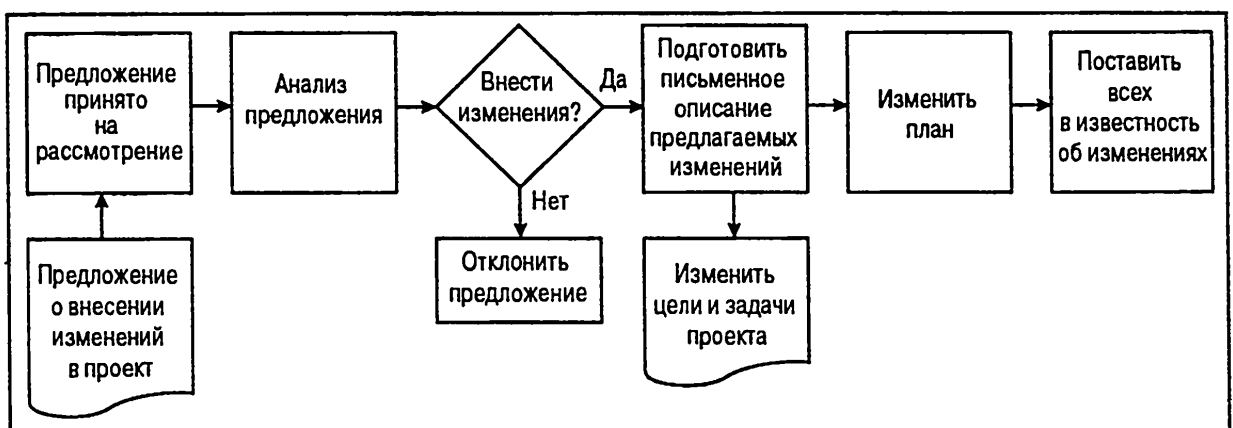 Предложение
принято
на
рассмотрение
Анализ
предложения
Внести
изменения?
Да
Нет
Подготовить
письменное
описание
предлагаемых
изменений
Изменить
план
Поставить
всех
в известность
об изменениях
Предложение
о внесении
изменений
в проект
Отклонить
предложение
Изменить
цели и задачи
проекта